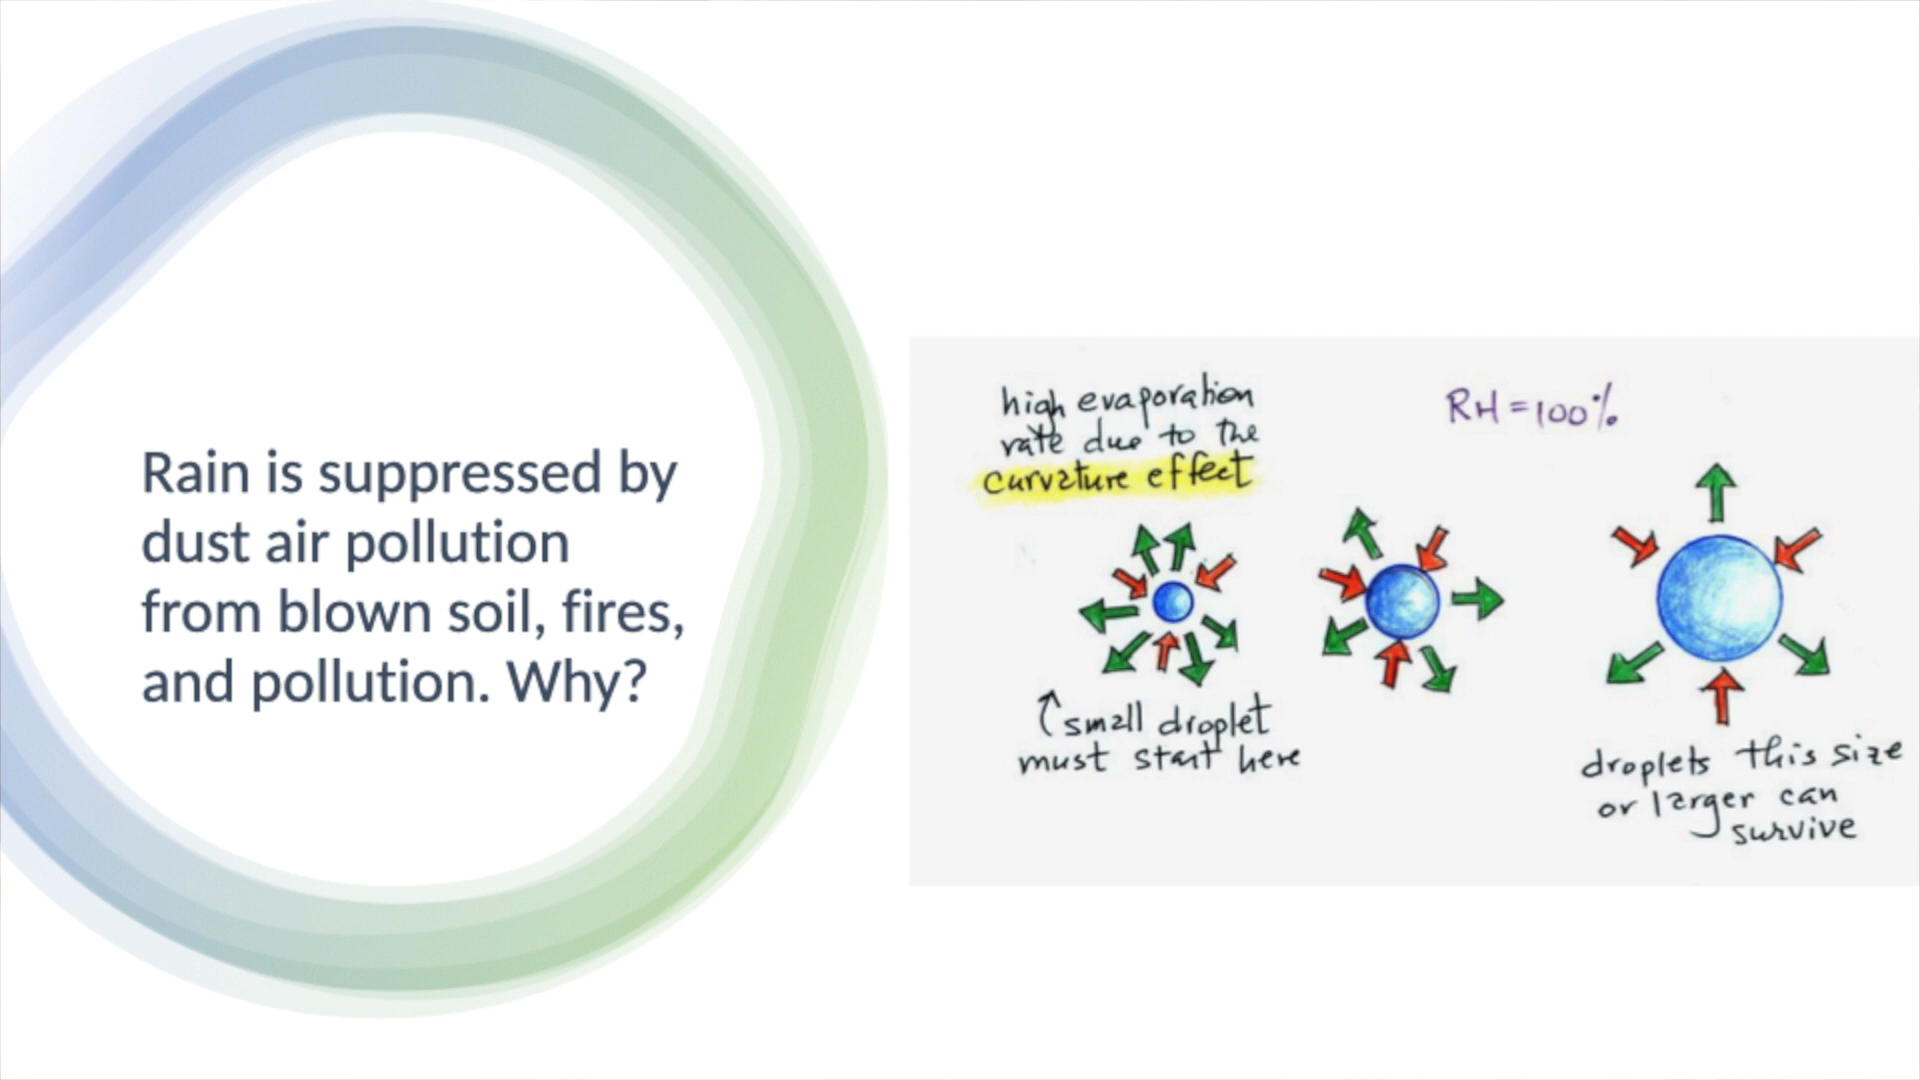 Rain is suppressed by
dust air pollution
from blown soil, fires,
and pollution. Why?
high evaporation
rate due to the
curvature effect
RH = 100%
small droplet
must start here
droplets this size
or larger can
survive